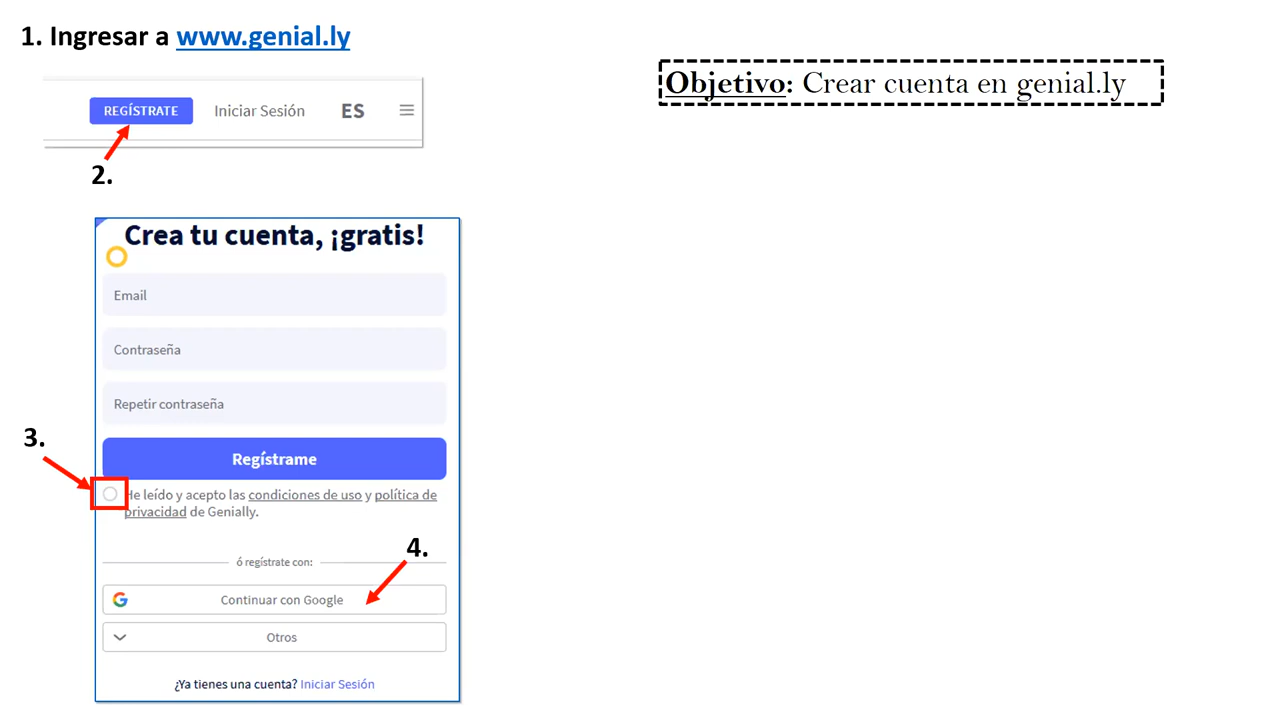 1. Ingresar a www.genial.ly
Objetivo: Crear cuenta en genial.ly
REGÍSTRATE Iniciar Sesión ES
2.
Crea tu cuenta, ¡gratis!
Email
Contraseña
Repetir contraseña
3.
Regístrame
He leído y acepto las condiciones de uso y política de
privacidad de Genially.
4.
ó regístrate con:
Continuar con Google
Otros
¿Ya tienes una cuenta? Iniciar Sesión